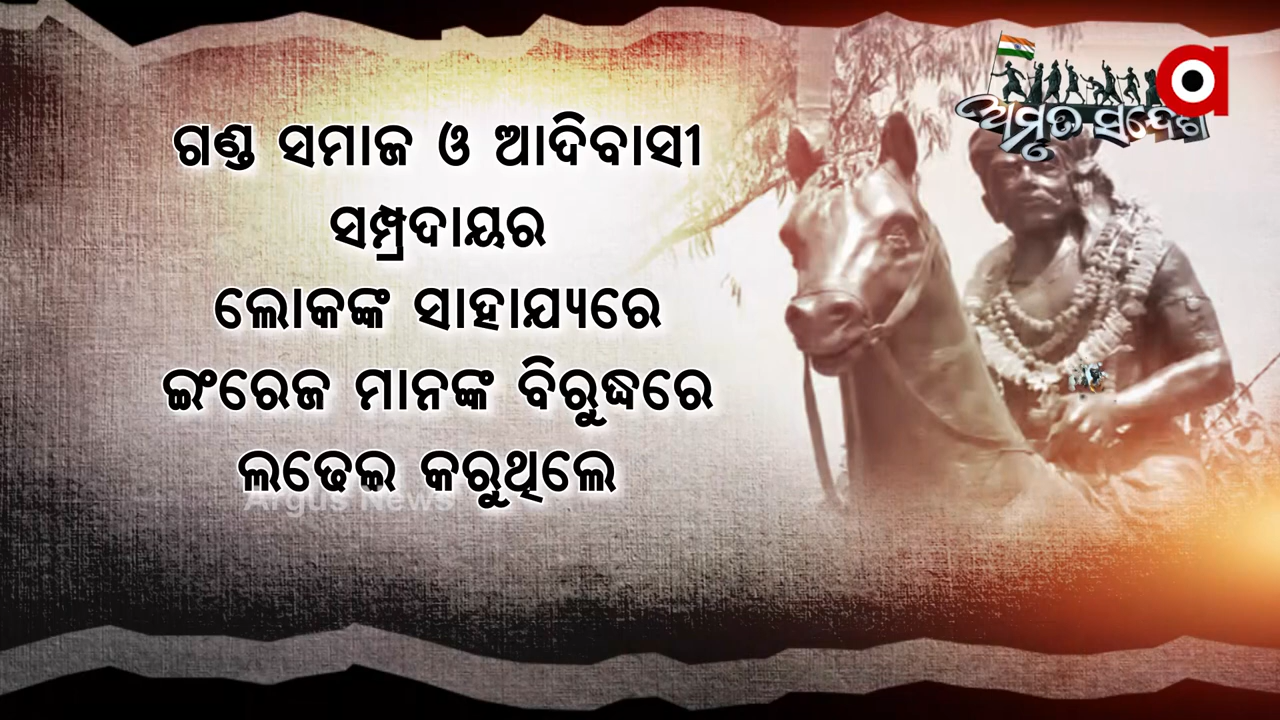 ଅମୃତ ସନ୍ଦେଶ
a
ଗଣ୍ଡ ସମାଜ ଓ ଆଦିବାସୀ
ସମ୍ପ୍ରଦାୟର
ଲୋକଙ୍କ ସାହାଯ୍ୟରେ
ଇଂରେଜ ମାନଙ୍କ ବିରୁଦ୍ଧରେ
ଲଢେଇ କରୁଥିଲେ
Argus News